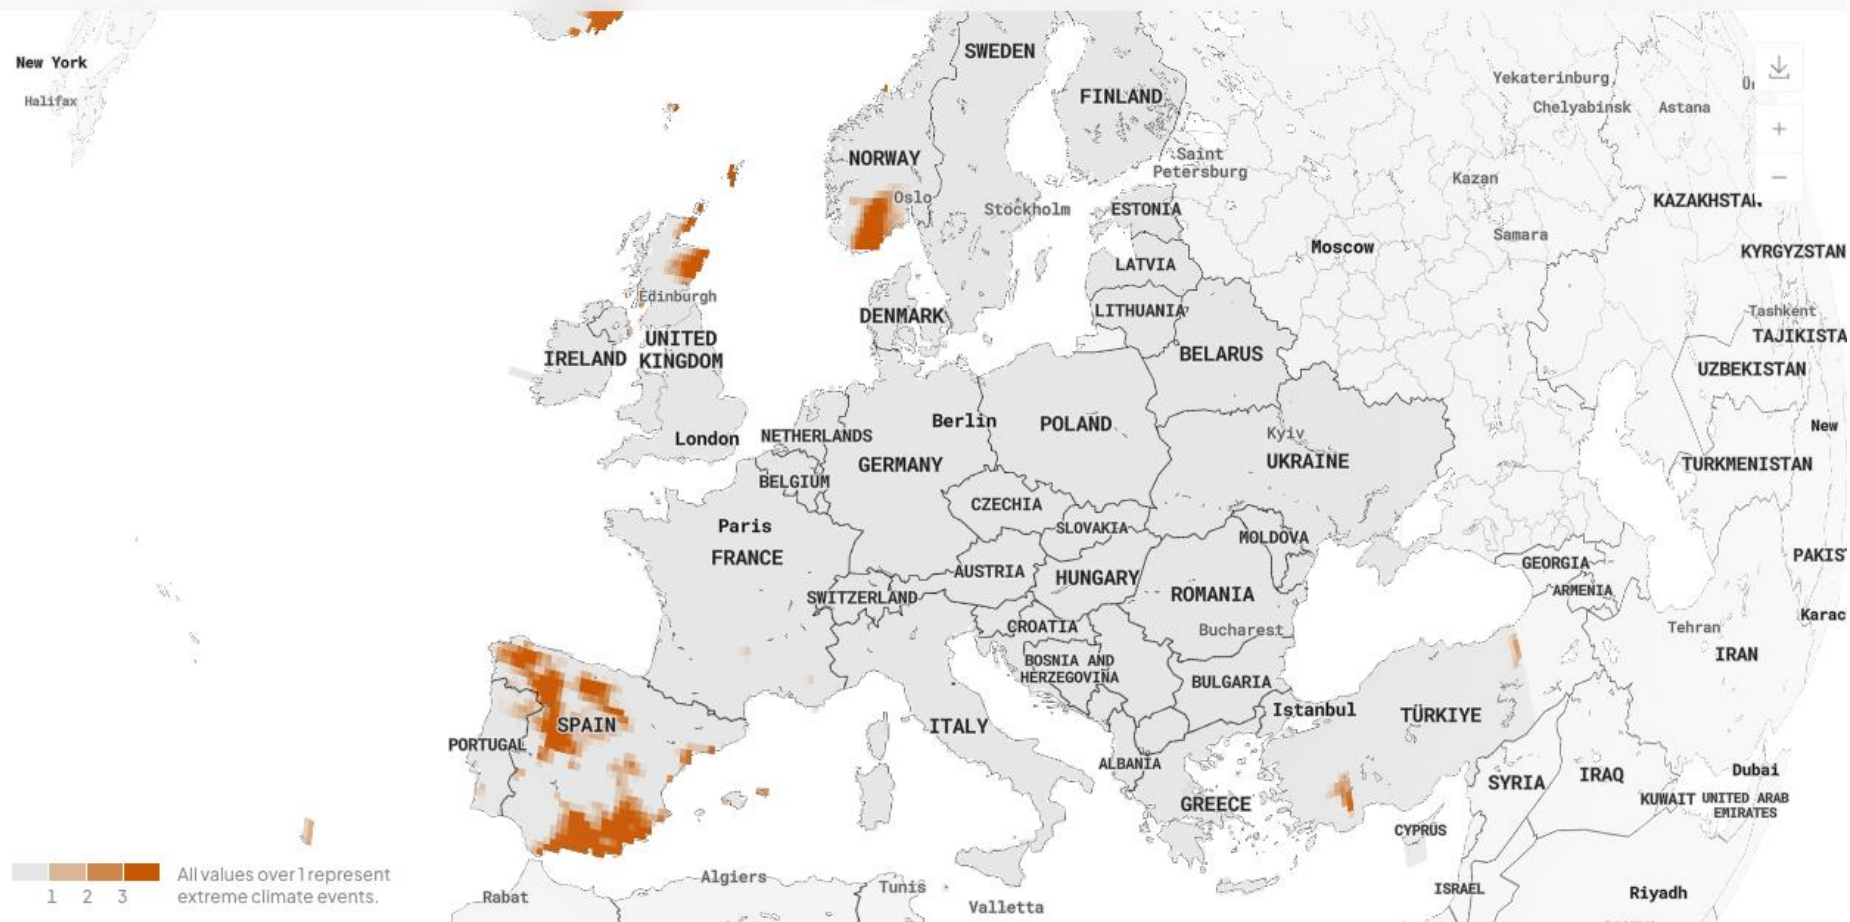 SWEDEN
New York
Yekaterinburg
FINLAND
Halifax
Chelyabinsk
Astana
Saint
Petersburg
NORWAY
Kazan
Oslo
Stockholm
ESTONIA
KAZAKHSTA
Samara
Moscow
KYRGYZSTAN
LATVIA
Edinburgh
LITHUANIA
Tashkent
DENMARK
TAJIKISTA
UNITED
KINGDOM
IRELAND
BELARUS
UZBEKISTAN
Berlin
POLAND
New
London
NETHERLANDS
Kyiv
UKRAINE
GERMANY
TURKMENISTAN
BELGIUM
CZECHIA
Paris
SLOVAKIA
MOLDOVA
FRANCE
PAKIS
GEORGIA
AUSTRIA
HUNGARY
ARMENIA
SWITZERLAND
ROMANIA
Karac
CROATIA
Bucharest
Tehran
IRAN
BOSNIA AND
HERZEGOVINA
BULGARIA
Istanbul
TÜRKIYE
SPAIN
ITALY
PORTUGAL
ALBANIA
SYRIA
IRAQ
Dubai
GREECE
KUWAIT
UNITED ARAB
EMIRATES
CYPRUS
1 2 3
All values over 1 represent
extreme climate events.
Algiers
Tunis
Rabat
ISRAEL
Riyadh
Valletta